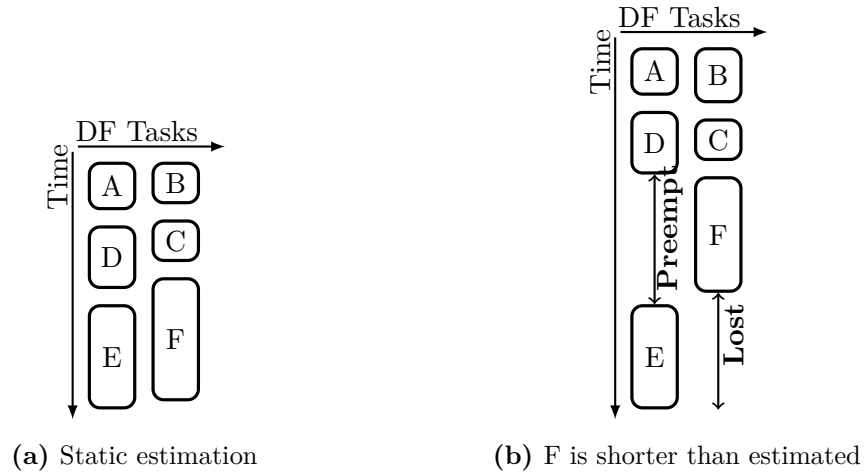 DF Tasks
Time
A
B
D
C
E
F
(a) Static estimation
DF Tasks
Time
A
B
D
C
Preempt
F
E
Lost
(b) F is shorter than estimated